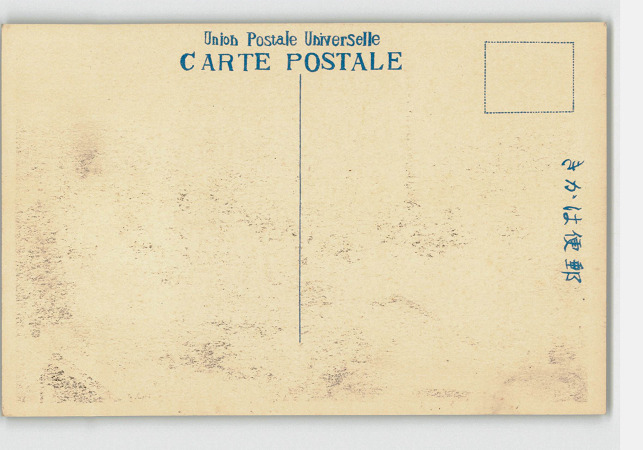 Union Postale Universelle
CARTE POSTALE
きかは便郵